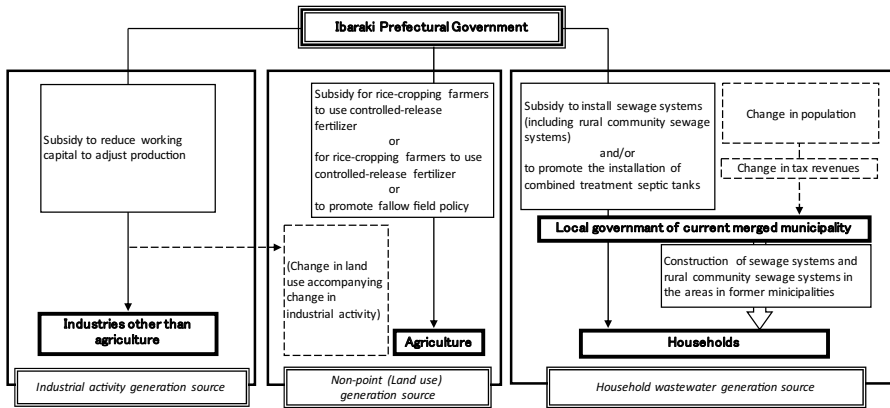 Ibaraki Prefectural Government
Subsidy to reduce working
capital to adjust production
Industries other than
agriculture
Industrial activity generation source
Subsidy for rice-cropping farmers
to use controlled-release
fertilizer
or
for rice-cropping farmers to use
controlled-release fertilizer
or
to promote fallow field policy
(Change in land
use accompanying
change in
industrial activity)
Agriculture
Non-point (Land use)
generation source
Subsidy to install sewage systems
(including rural community sewage
systems)
and/or
to promote the installation of
combined treatment septic tanks
Change in population
Change in tax revenues
Local governmant of current merged municipality
Construction of sewage systems and
rural community sewage systems in
the areas in former minicipalities
Households
Household wastewater generation source